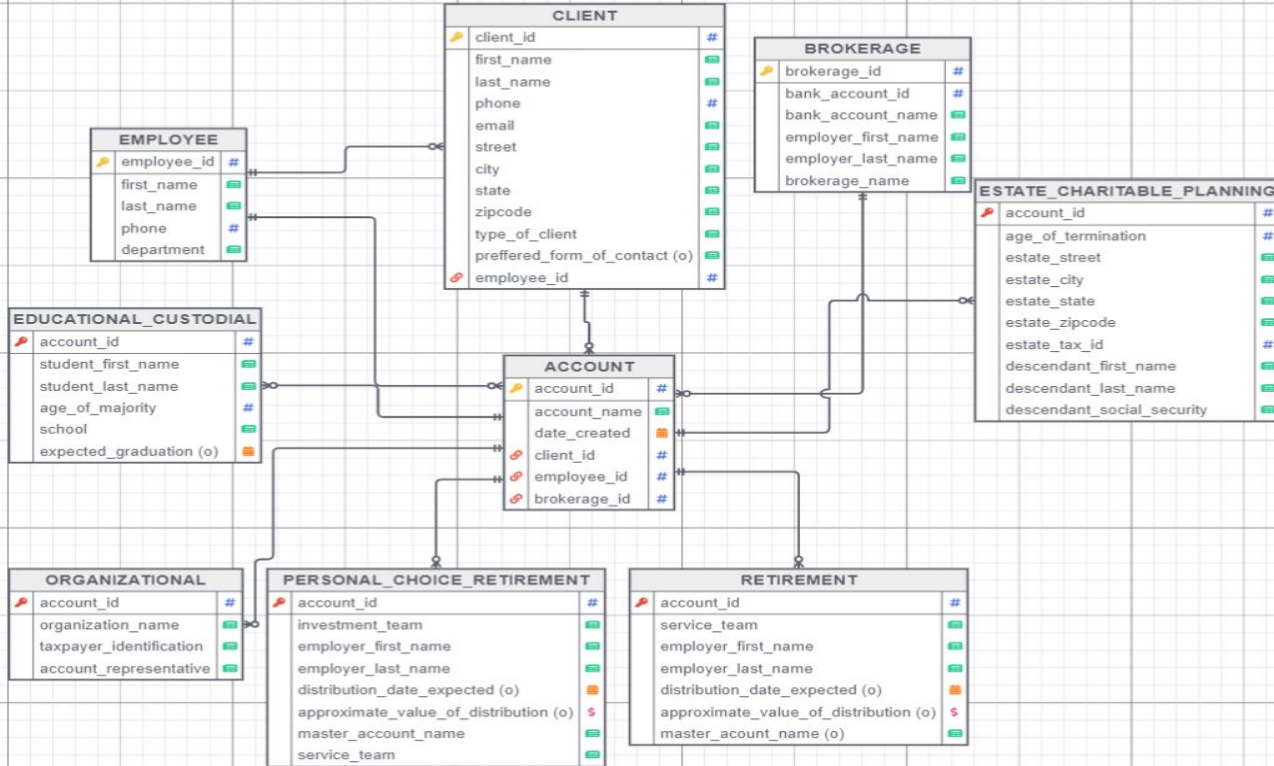 CLIENT
client_id #
first_name
last_name
phone #
email
street
city
state
zipcode
type_of_client
preffered_form_of_contact (o)
employee_id #
BROKERAGE
brokerage_id #
bank_account_id #
bank_account_name
employer_first_name
employer_last_name
brokerage_name
EMPLOYEE
employee_id #
first_name
last_name
phone #
department
ESTATE_CHARITABLE_PLANNING
account_id #
age_of_termination #
estate_street
estate_city
estate_state
estate_zipcode
estate_tax_id #
descendant_first_name
descendant_last_name
descendant_social_security
EDUCATIONAL_CUSTODIAL
account_id #
student_first_name
student_last_name
age_of_majority #
school
expected_graduation (o)
ACCOUNT
account_id #
account_name
date_created
client_id #
employee_id #
brokerage_id #
ORGANIZATIONAL
account_id #
organization_name
taxpayer_identification
account_representative
PERSONAL_CHOICE_RETIREMENT
account_id #
investment_team
employer_first_name
employer_last_name
distribution_date_expected (o)
approximate_value_of_distribution (o) $
master_acount_name
service_team
RETIREMENT
account_id #
service_team
employer_first_name
employer_last_name
distribution_date_expected (o)
approximate_value_of_distribution (o) $
master_acount_name (o)